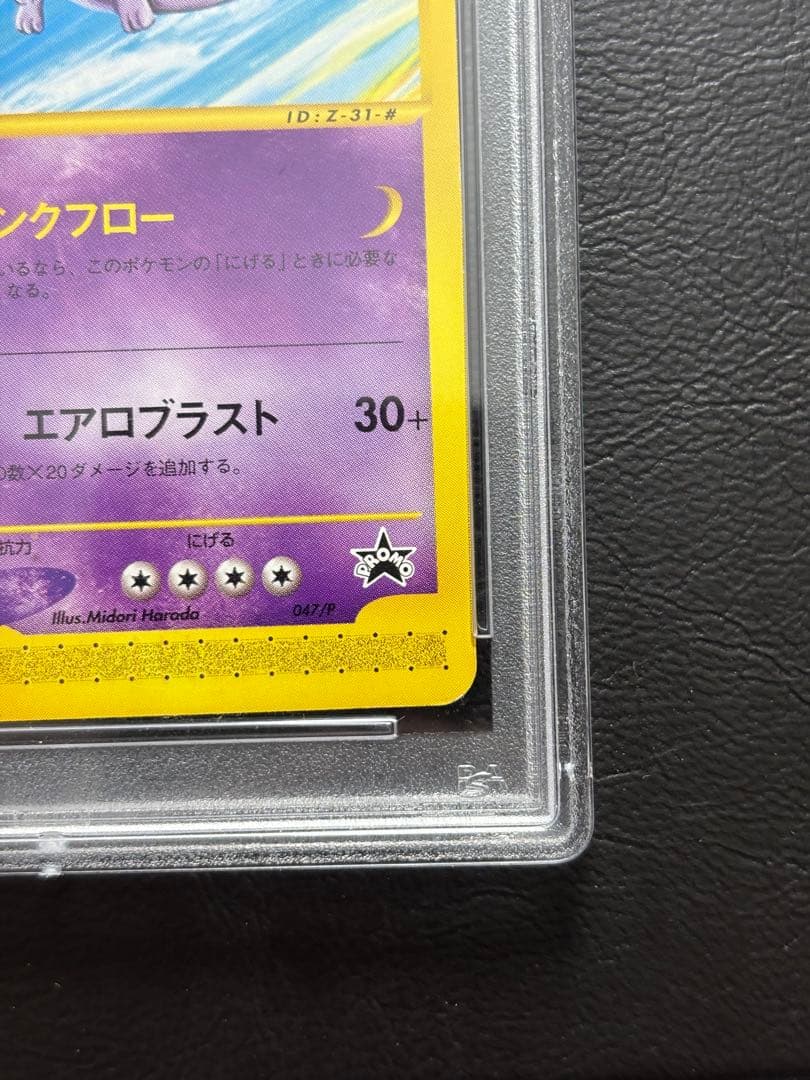 ID:Z-31-#
ンクフロー
いるなら、このポケモンの「にげる」ときに必要な
なる。
エアロブラスト 30+
の数×20ダメージを追加する。
抗力 にげる
PROMO
Illus.Midori Harada 047/P
PSA